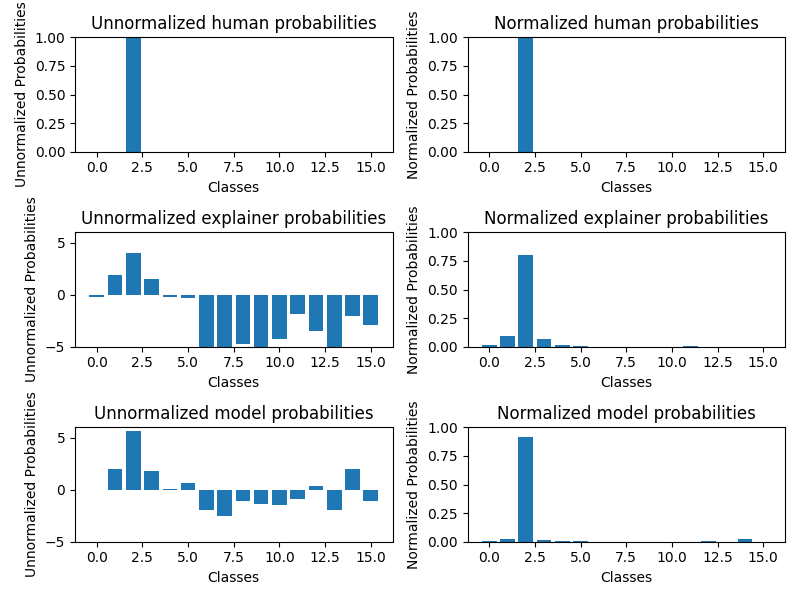 Unnormalized human probabilities
Unnormalized Probabilities
1.00
0.75
0.50
0.25
0.00
0.0 2.5 5.0 7.5 10.0 12.5 15.0
Classes
Normalized human probabilities
Normalized Probabilities
1.00
0.75
0.50
0.25
0.00
0.0 2.5 5.0 7.5 10.0 12.5 15.0
Classes
Unnormalized explainer probabilities
Unnormalized Probabilities
5
0
−5
0.0 2.5 5.0 7.5 10.0 12.5 15.0
Classes
Normalized explainer probabilities
Normalized Probabilities
1.00
0.75
0.50
0.25
0.00
0.0 2.5 5.0 7.5 10.0 12.5 15.0
Classes
Unnormalized model probabilities
Unnormalized Probabilities
5
0
−5
0.0 2.5 5.0 7.5 10.0 12.5 15.0
Classes
Normalized model probabilities
Normalized Probabilities
1.00
0.75
0.50
0.25
0.00
0.0 2.5 5.0 7.5 10.0 12.5 15.0
Classes